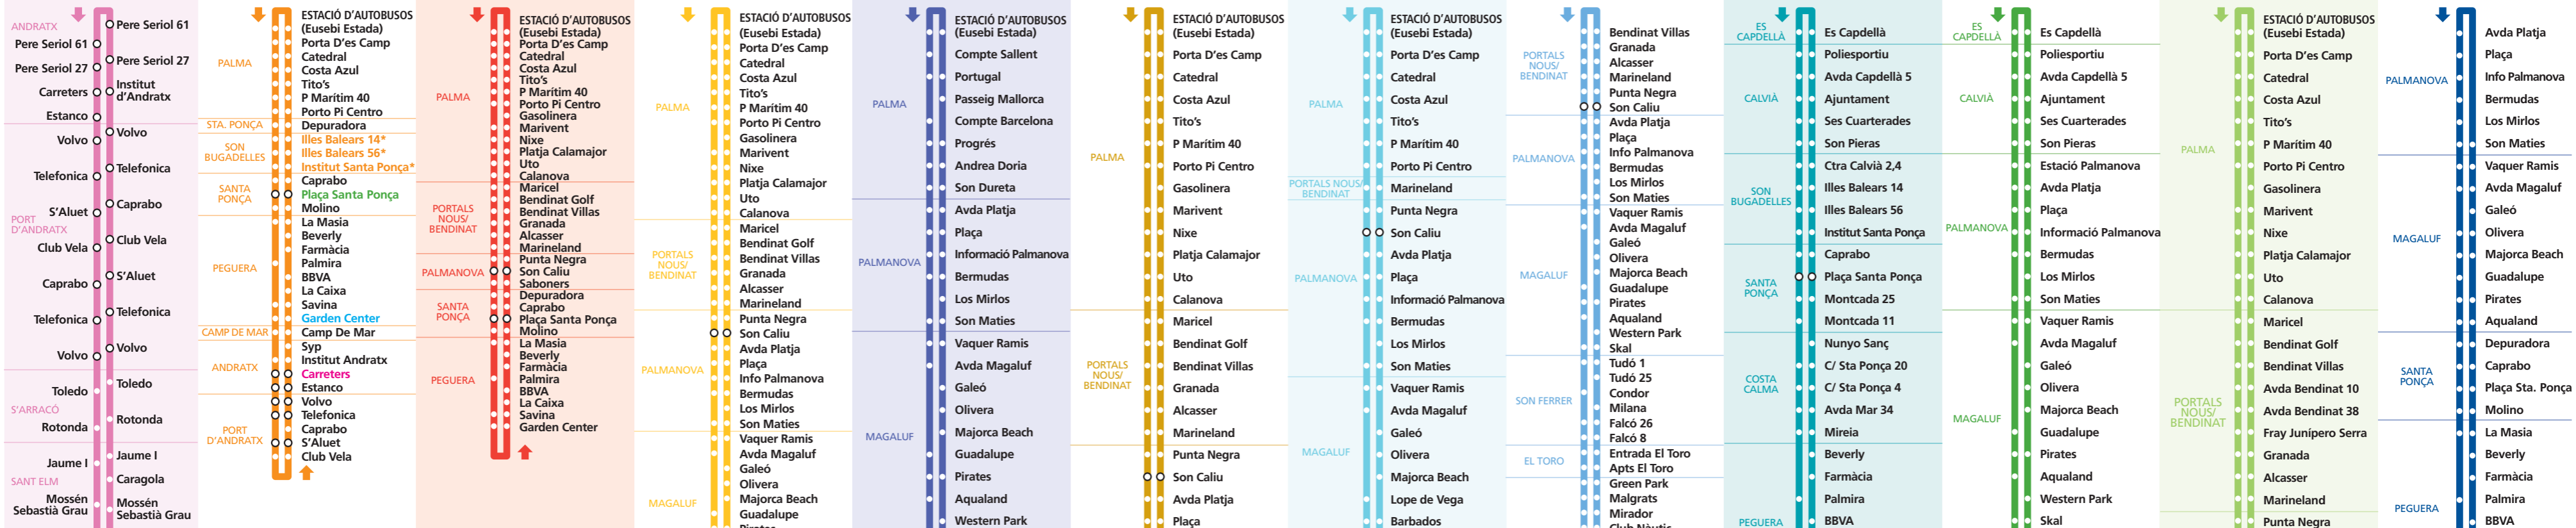 ANDRATX
Pere Seriol 61
Pere Seriol 27
Carreters
Estanco
PORT
D'ANDRATX
Volvo
Telefonica
S'Aluet
Club Vela
Caprabo
Telefonica
Volvo
S'ARRACÓ
Toledo
Rotonda
SANT ELM
Jaume I
Mossén
Sebastià Grau
Pere Seriol 61
Pere Seriol 27
Institut
d'Andratx
Volvo
Telefonica
Caprabo
Club Vela
S'Aluet
Telefonica
Volvo
Toledo
Rotonda
Jaume I
Caragola
Mossén
Sebastià Grau
PALMA
ESTACIÓ D'AUTOBUSOS
(Eusebi Estada)
Porta D'es Camp
Catedral
Costa Azul
Tito's
P Marítim 40
Porto Pi Centro
STA. PONÇA
Depuradora
SON
BUGADELLES
Illes Balears 14*
Illes Balears 56*
Institut Santa Ponça*
SANTA
PONÇA
Caprabo
Plaça Santa Ponça
Molino
PEGUERA
La Masia
Beverly
Farmàcia
Palmira
BBVA
La Caixa
Savina
Garden Center
CAMP DE MAR
Camp De Mar
ANDRATX
Syp
Institut Andratx
Carreters
Estanco
PORT
D'ANDRATX
Volvo
Telefonica
Caprabo
S'Aluet
Club Vela
PALMA
ESTACIÓ D'AUTOBUSOS
(Eusebi Estada)
Porta D'es Camp
Catedral
Costa Azul
Tito's
P Marítim 40
Porto Pi Centro
Gasolinera
Marivent
Nixe
Platja Calamajor
Uto
Calanova
PORTALS
NOUS/
BENDINAT
Maricel
Bendinat Golf
Bendinat Villas
Granada
Alcasser
Marineland
PALMANOVA
Punta Negra
Son Caliu
Saboners
SANTA
PONÇA
Depuradora
Caprabo
Plaça Santa Ponça
Molino
PEGUERA
La Masia
Beverly
Farmàcia
Palmira
BBVA
La Caixa
Savina
Garden Center
PALMA
ESTACIÓ D'AUTOBUSOS
(Eusebi Estada)
Porta D'es Camp
Catedral
Costa Azul
Tito's
P Marítim 40
Porto Pi Centro
Gasolinera
Marivent
Nixe
Platja Calamajor
Uto
Calanova
PORTALS
NOUS/
BENDINAT
Maricel
Bendinat Golf
Bendinat Villas
Granada
Alcasser
Marineland
PALMANOVA
Punta Negra
Son Caliu
Avda Platja
Plaça
Info Palmanova
Bermudas
Los Mirlos
Son Maties
MAGALUF
Vaquer Ramis
Avda Magaluf
Galeó
Olivera
Majorca Beach
Guadalupe
PALMA
ESTACIÓ D'AUTOBUSOS
(Eusebi Estada)
Compte Sallent
Portugal
Passeig Mallorca
Compte Barcelona
Progrés
Andrea Doria
Son Dureta
PALMANOVA
Avda Platja
Plaça
Informació Palmanova
Bermudas
Los Mirlos
Son Maties
MAGALUF
Vaquer Ramis
Avda Magaluf
Galeó
Olivera
Majorca Beach
Guadalupe
Pirates
Aqualand
Western Park
PALMA
ESTACIÓ D'AUTOBUSOS
(Eusebi Estada)
Porta D'es Camp
Catedral
Costa Azul
Tito's
P Marítim 40
Porto Pi Centro
Gasolinera
Marivent
Nixe
Platja Calamajor
Uto
Calanova
PORTALS
NOUS/
BENDINAT
Maricel
Bendinat Golf
Bendinat Villas
Granada
Alcasser
Marineland
Punta Negra
Son Caliu
Avda Platja
Plaça
PALMA
ESTACIÓ D'AUTOBUSOS
(Eusebi Estada)
Porta D'es Camp
Catedral
Costa Azul
Tito's
P Marítim 40
Porto Pi Centro
PORTALS NOUS/
BENDINAT
Marineland
PALMANOVA
Punta Negra
Son Caliu
Avda Platja
Plaça
Informació Palmanova
Bermudas
Los Mirlos
Son Maties
MAGALUF
Vaquer Ramis
Avda Magaluf
Galeó
Olivera
Majorca Beach
Lope de Vega
Barbados
PORTALS
NOUS/
BENDINAT
Bendinat Villas
Granada
Alcasser
Marineland
Punta Negra
Son Caliu
PALMANOVA
Avda Platja
Plaça
Info Palmanova
Bermudas
Los Mirlos
Son Maties
MAGALUF
Vaquer Ramis
Avda Magaluf
Galeó
Olivera
Majorca Beach
Guadalupe
Pirates
Aqualand
Western Park
Skal
SON FERRER
Tudó 1
Tudó 25
Condor
Milana
Falcó 26
Falcó 8
EL TORO
Entrada El Toro
Apts El Toro
Green Park
Malgrats
Mirador
Club Nàutic
ES
CAPDELLÀ
Es Capdellà
CALVIÀ
Poliesportiu
Avda Capdellà 5
Ajuntament
Ses Cuarterades
Son Pieras
SON
BUGADELLES
Ctra Calvià 2,4
Illes Balears 14
Illes Balears 56
Institut Santa Ponça
SANTA
PONÇA
Caprabo
Plaça Santa Ponça
Montcada 25
Montcada 11
COSTA
CALMA
Nunyo Sanç
C/ Sta Ponça 20
C/ Sta Ponça 4
Avda Mar 34
Mireia
PEGUERA
Beverly
Farmàcia
Palmira
BBVA
ES
CAPDELLÀ
Es Capdellà
CALVIÀ
Poliesportiu
Avda Capdellà 5
Ajuntament
Ses Cuarterades
Son Pieras
PALMANOVA
Estació Palmanova
Avda Platja
Plaça
Informació Palmanova
Bermudas
Los Mirlos
Son Maties
MAGALUF
Vaquer Ramis
Avda Magaluf
Galeó
Olivera
Majorca Beach
Guadalupe
Pirates
Aqualand
Western Park
Skal
PALMA
ESTACIÓ D'AUTOBUSOS
(Eusebi Estada)
Porta D'es Camp
Catedral
Costa Azul
Tito's
P Marítim 40
Porto Pi Centro
Gasolinera
Marivent
Nixe
Platja Calamajor
Uto
Calanova
PORTALS
NOUS/
BENDINAT
Maricel
Bendinat Golf
Bendinat Villas
Avda Bendinat 10
Avda Bendinat 38
Fray Junípero Serra
Granada
Alcasser
Marineland
Punta Negra
PALMANOVA
Avda Platja
Plaça
Info Palmanova
Bermudas
Los Mirlos
Son Maties
MAGALUF
Vaquer Ramis
Avda Magaluf
Galeó
Olivera
Majorca Beach
Guadalupe
Pirates
Aqualand
SANTA
PONÇA
Depuradora
Caprabo
Plaça Sta. Ponça
Molino
PEGUERA
La Masia
Beverly
Farmàcia
Palmira
BBVA